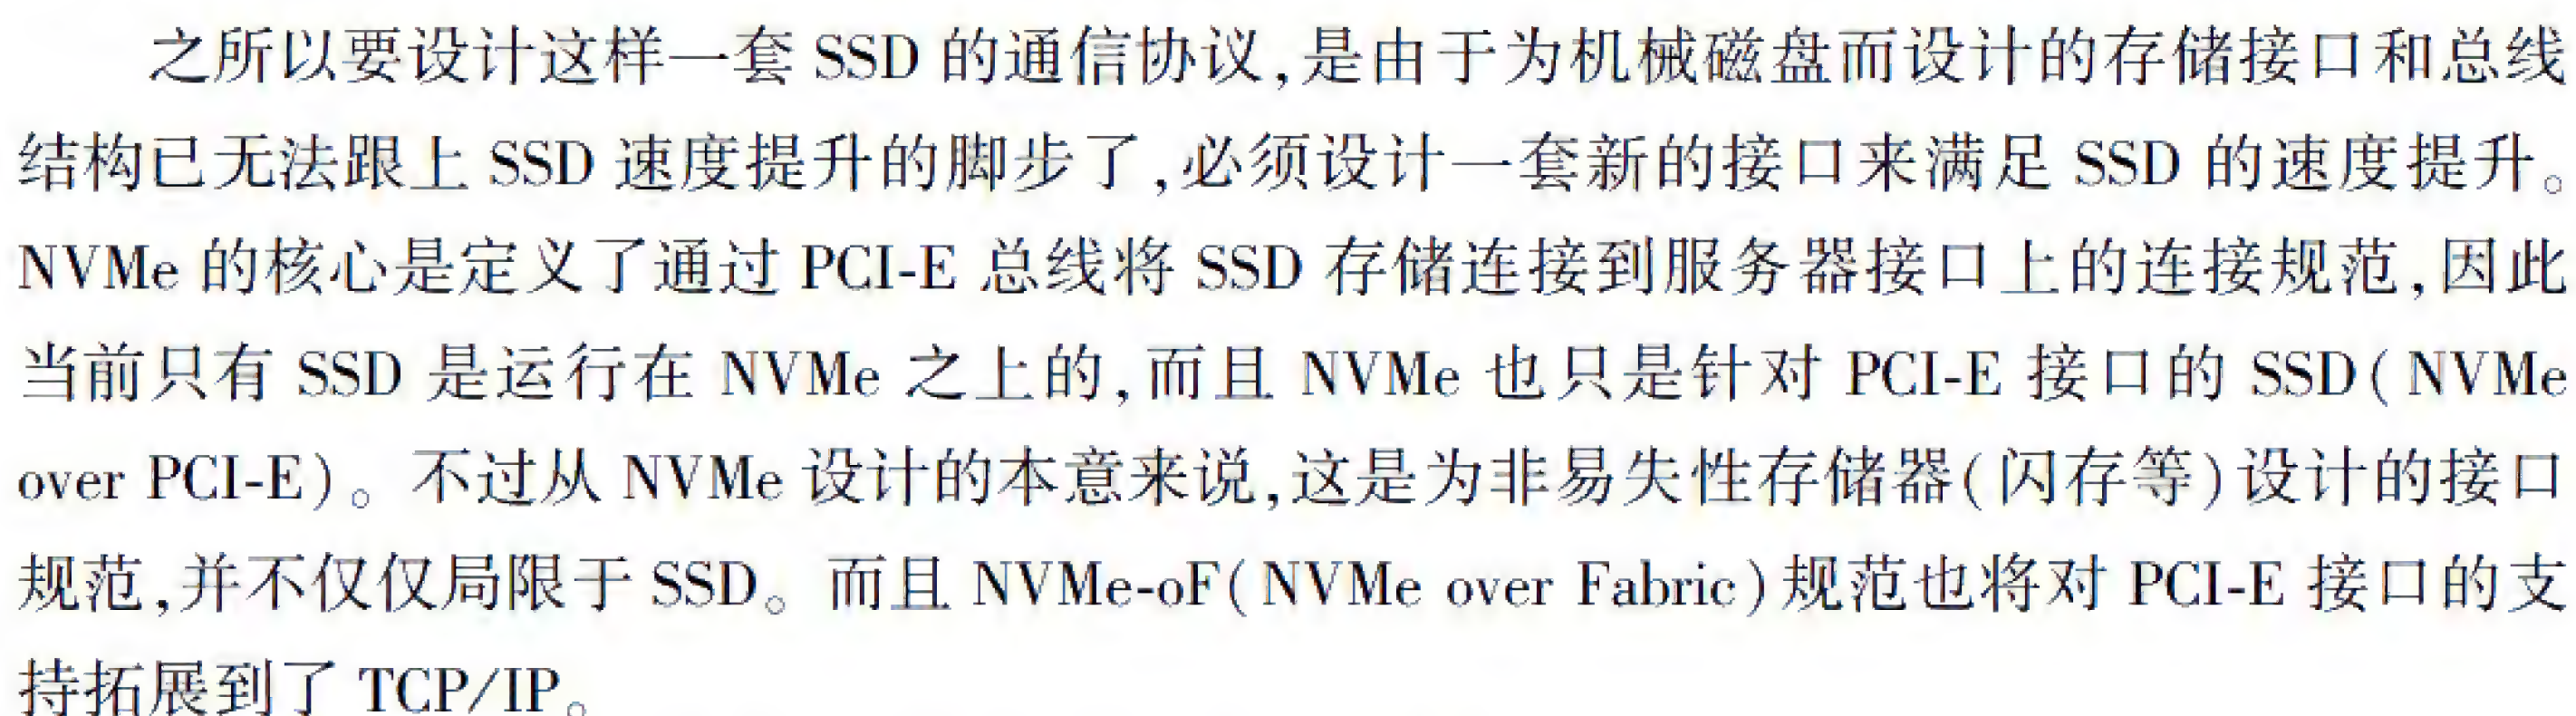 之所以要设计这样一套 SSD 的通信协议,是由于为机械磁盘而设计的存储接口和总线
结构已无法跟上 SSD 速度提升的脚步了,必须设计一套新的接口来满足 SSD 的速度提升。
NVMe 的核心是定义了通过 PCI-E 总线将 SSD 存储连接到服务器接口上的连接规范,因此
当前只有 SSD 是运行在 NVMe 之上的,而且 NVMe 也只是针对 PCI-E 接口的 SSD(NVMe
over PCI-E)。不过从 NVMe 设计的本意来说,这是为非易失性存储器(闪存等)设计的接口
规范,并不仅仅局限于 SSD。而且 NVMe-oF(NVMe over Fabric)规范也将对 PCI-E 接口的支
持拓展到了 TCP/IP。